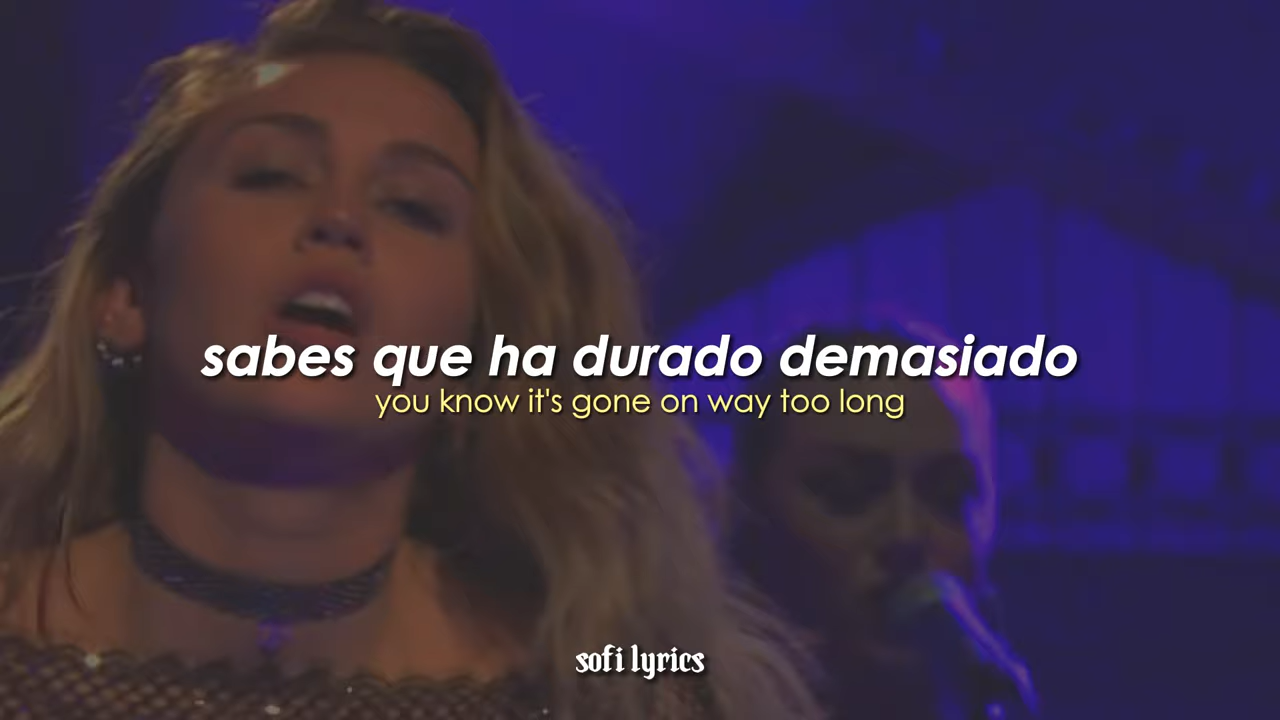 sabes que ha durado demasiado
you know it's gone on way too long
sofi lyrics